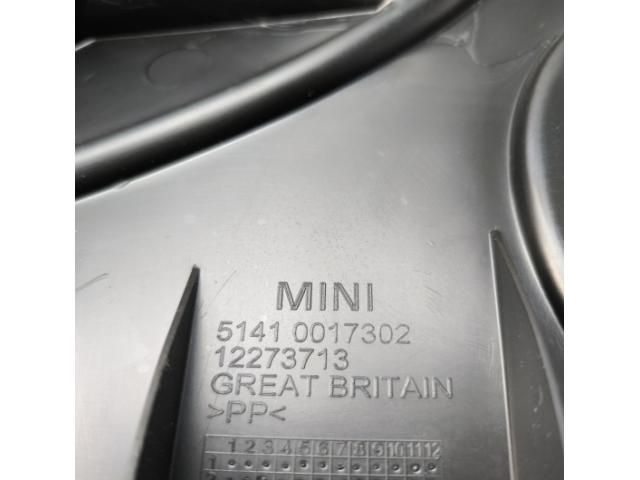 MINI
5141 0017302
12273713
GREAT BRITAIN
>PP<
1 2 3 4 5 6 7 8 9 10 11 12
1